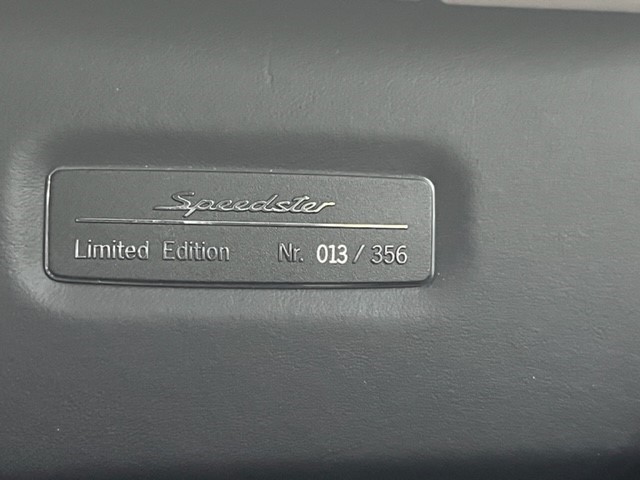 Speedster
Limited Edition Nr. 013 / 356